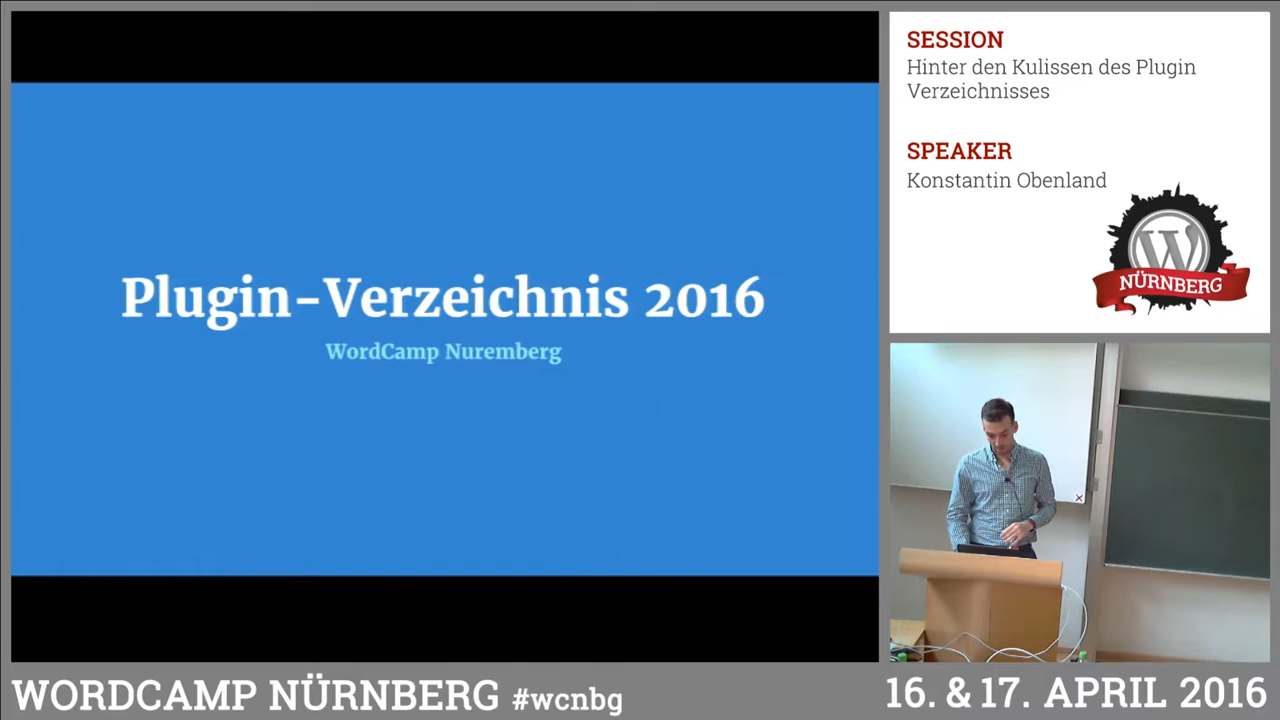 Plugin-Verzeichnis 2016
WordCamp Nuremberg
SESSION
Hinter den Kulissen des Plugin
Verzeichnisses
SPEAKER
Konstantin Obenland
W
NÜRNBERG
WORDCAMP NÜRNBERG #wcnbg
16. & 17. APRIL 2016